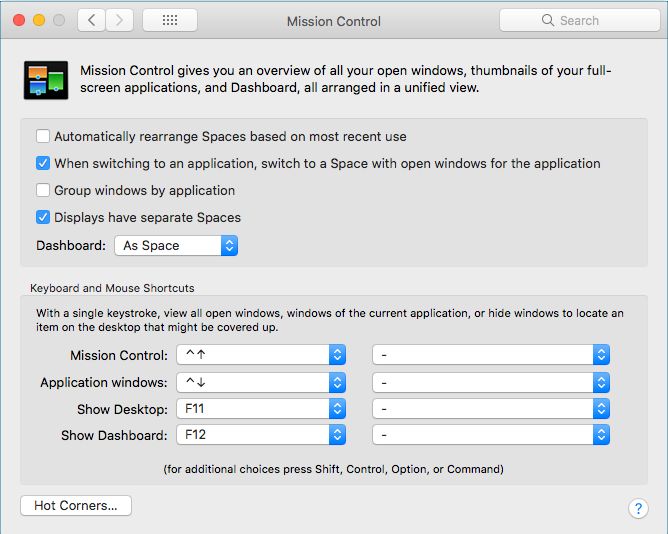 Mission Control
Search
Mission Control gives you an overview of all your open windows, thumbnails of your full-
screen applications, and Dashboard, all arranged in a unified view.
Automatically rearrange Spaces based on most recent use
When switching to an application, switch to a Space with open windows for the application
Group windows by application
Displays have separate Spaces
Dashboard: As Space
Keyboard and Mouse Shortcuts
With a single keystroke, view all open windows, windows of the current application, or hide windows to locate an
item on the desktop that might be covered up.
Mission Control: ^↑ -
Application windows: ^↓ -
Show Desktop: F11 -
Show Dashboard: F12 -
(for additional choices press Shift, Control, Option, or Command)
Hot Corners... ?